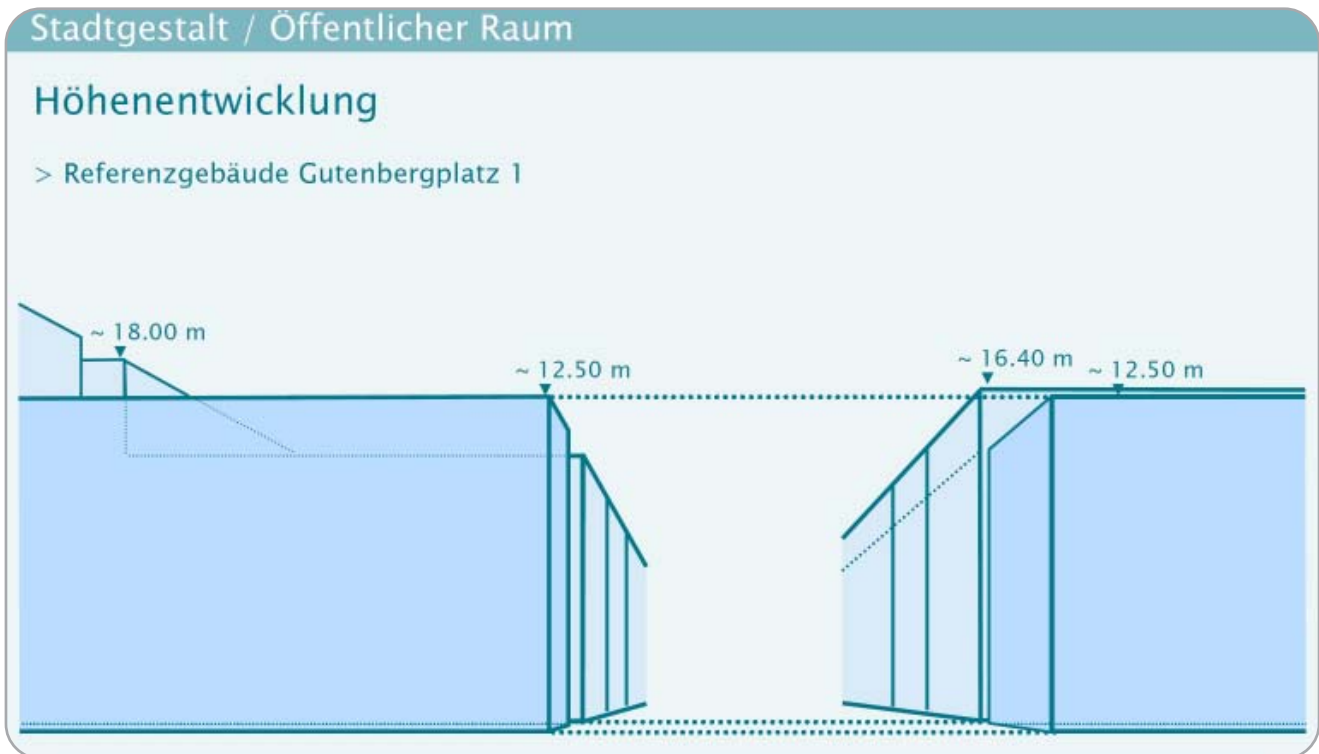 Stadtgestalt / Öffentlicher Raum
Höhenentwicklung
> Referenzgebäude Gutenbergplatz 1
~ 18.00 m
~ 12.50 m
~ 16.40 m
~ 12.50 m